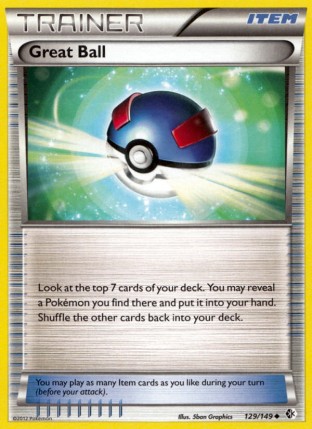 TRAINER
ITEM
Great Ball
Look at the top 7 cards of your deck. You may reveal
a Pokémon you find there and put it into your hand.
Shuffle the other cards back into your deck.
You may play as many Item cards as you like during your turn
(before your attack).
©2012 Pokémon
Illus. 5ban Graphics
129/149